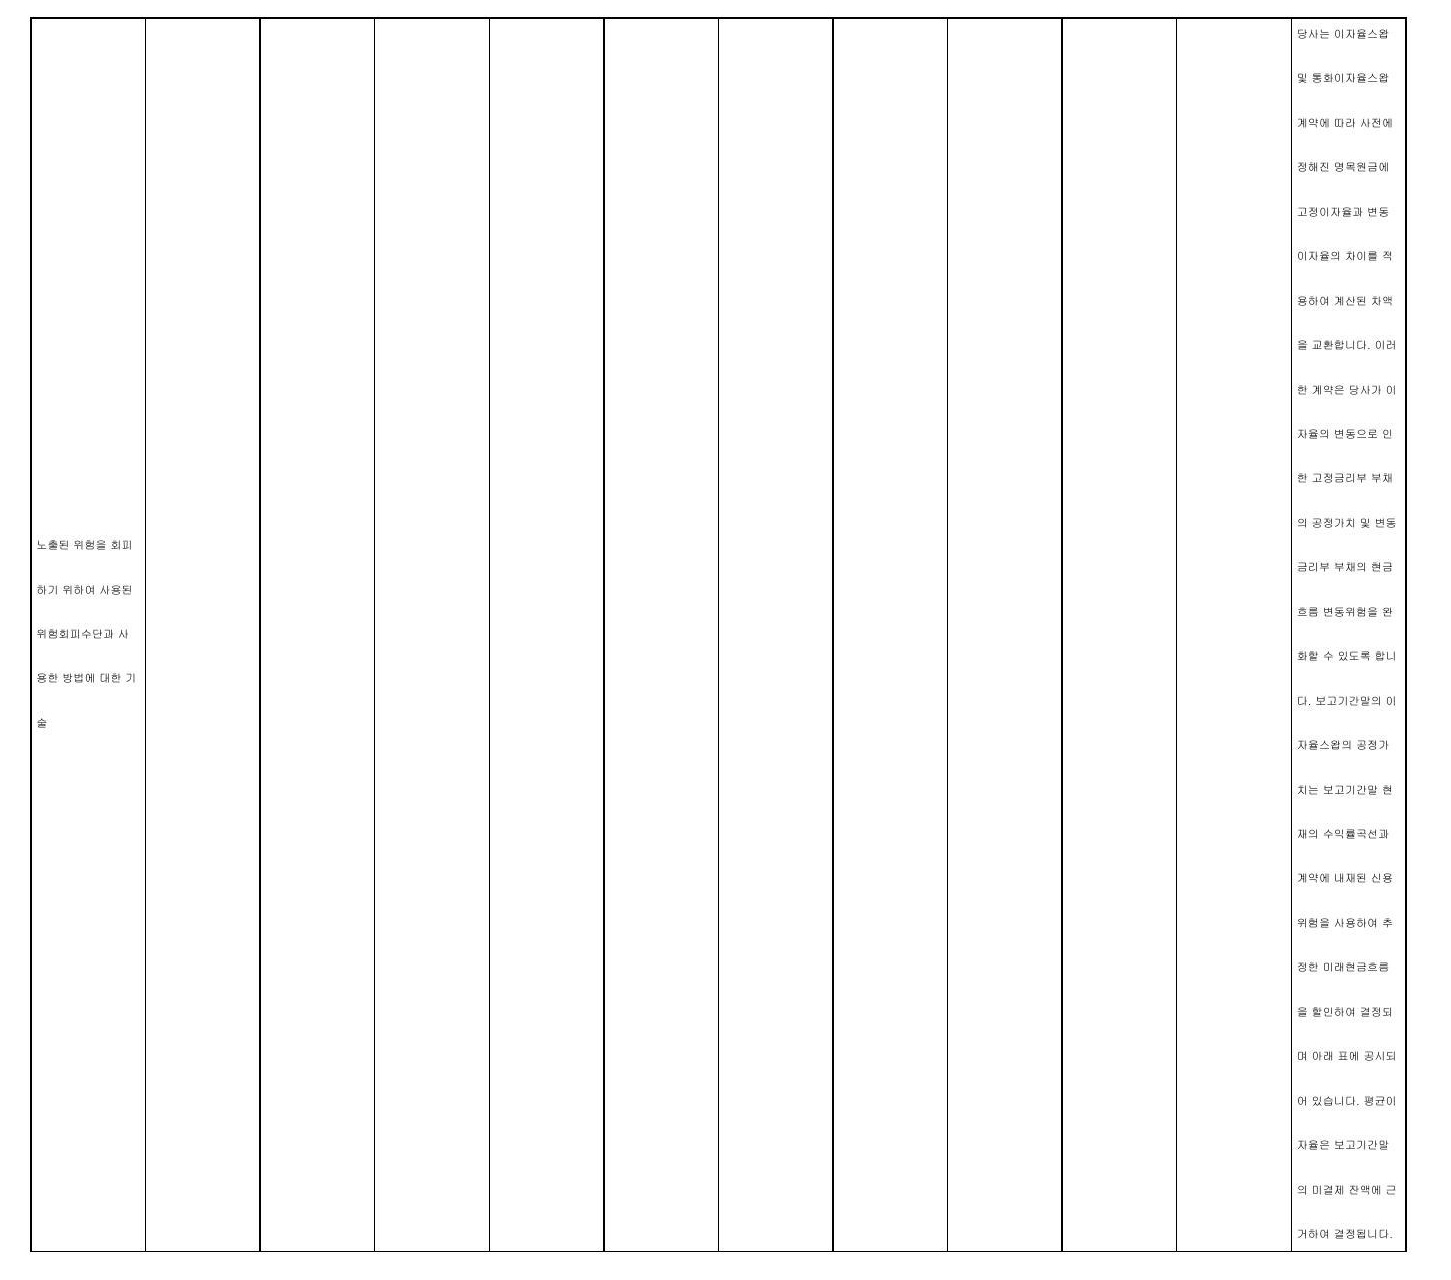 노출된 위험을 회피
하기 위하여 사용된
위험회피수단과 사
용한 방법에 대한 기
술
당사는 이자율스왑
및 통화이자율스왑
계약에 따라 사전에
정해진 명목원금에
고정이자율과 변동
이자율의 차이를 적
용하여 계산된 차액
을 교환합니다. 이러
한 계약은 당사가 이
자율의 변동으로 인
한 고정금리부 부채
의 공정가치 및 변동
금리부 부채의 현금
흐름 변동위험을 완
화할 수 있도록 합니
다. 보고기간말의 이
자율스왑의 공정가
치는 보고기간말 현
재의 수익률곡선과
계약에 내재된 신용
위험을 사용하여 추
정한 미래현금흐름
을 할인하여 결정되
며 아래 표에 공시되
어 있습니다. 평균이
자율은 보고기간말
의 미결제 잔액에 근
거하여 결정됩니다.